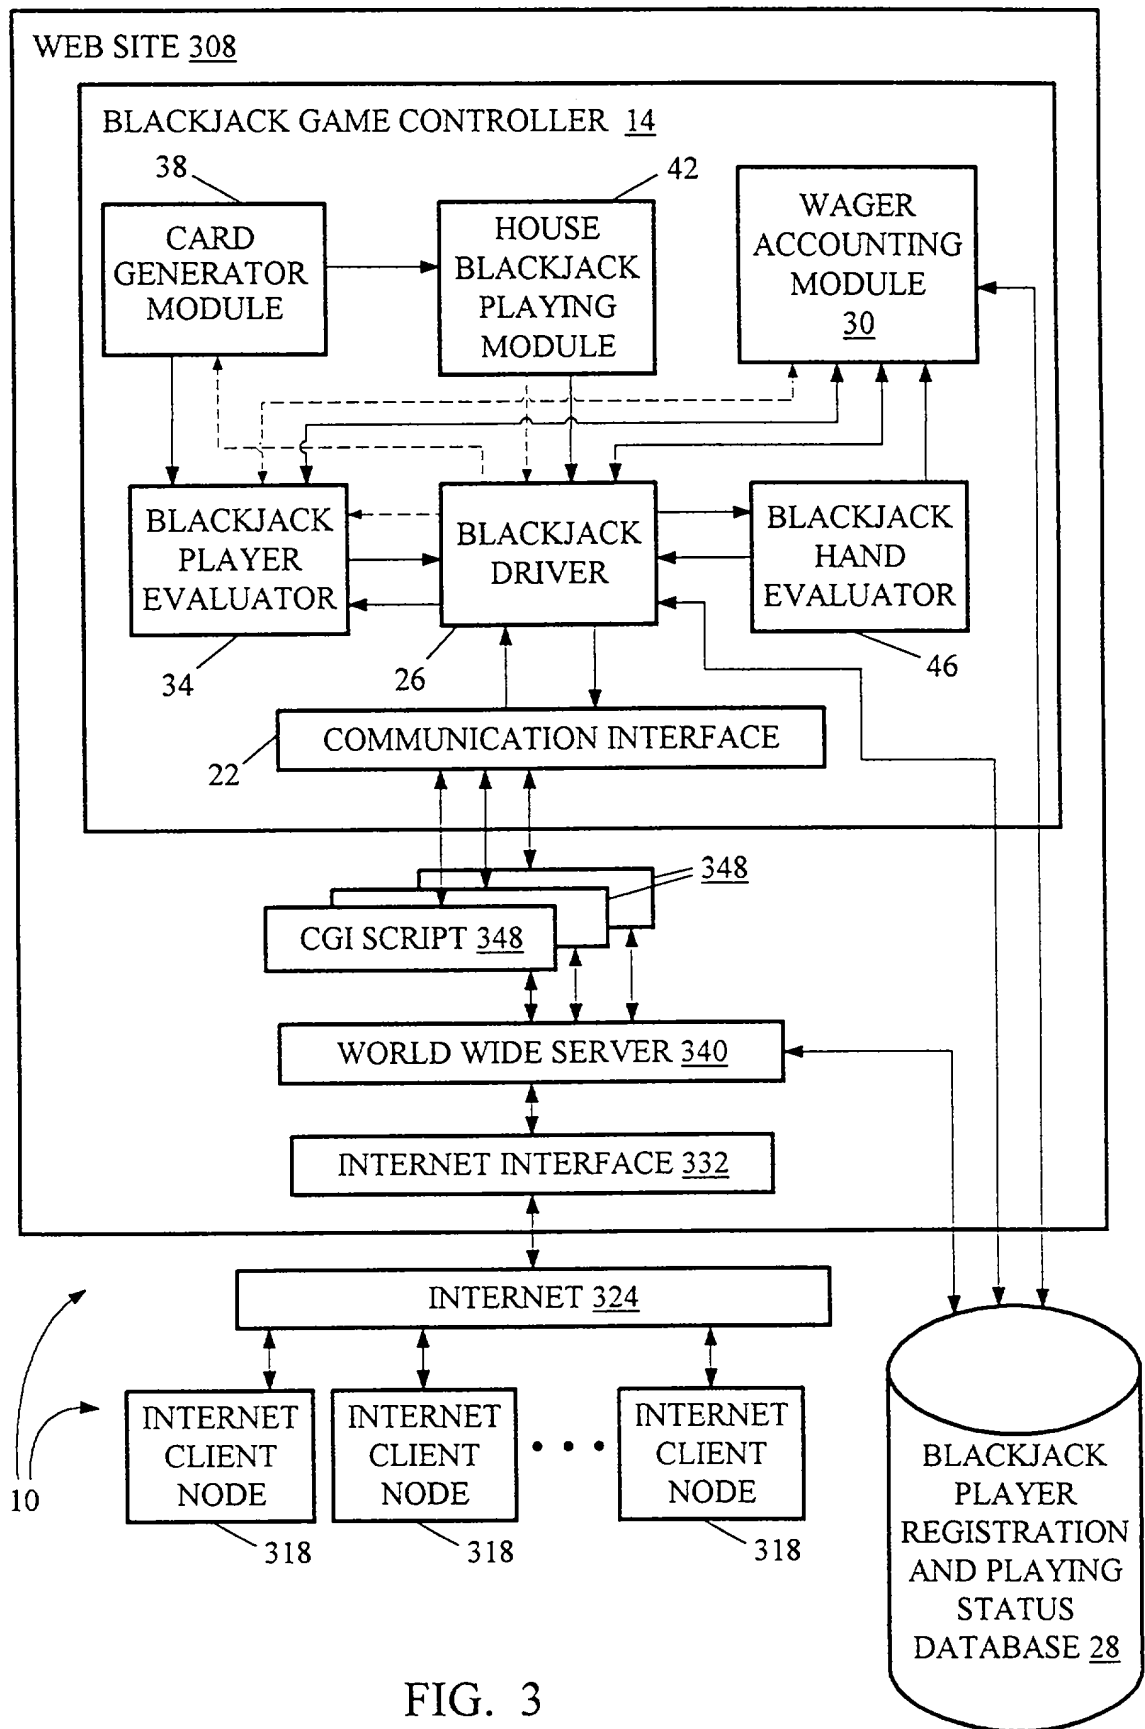 WEB SITE 308
BLACKJACK GAME CONTROLLER 14
38
42
CARD
GENERATOR
MODULE
HOUSE
BLACKJACK
PLAYING
MODULE
WAGER
ACCOUNTING
MODULE
30
BLACKJACK
PLAYER
EVALUATOR
BLACKJACK
DRIVER
BLACKJACK
HAND
EVALUATOR
34
26
46
COMMUNICATION INTERFACE
22
348
CGI SCRIPT 348
WORLD WIDE SERVER 340
INTERNET INTERFACE 332
INTERNET 324
INTERNET
CLIENT
NODE
INTERNET
CLIENT
NODE
• • •
INTERNET
CLIENT
NODE
10
318
318
318
BLACKJACK
PLAYER
REGISTRATION
AND PLAYING
STATUS
DATABASE 28
FIG. 3